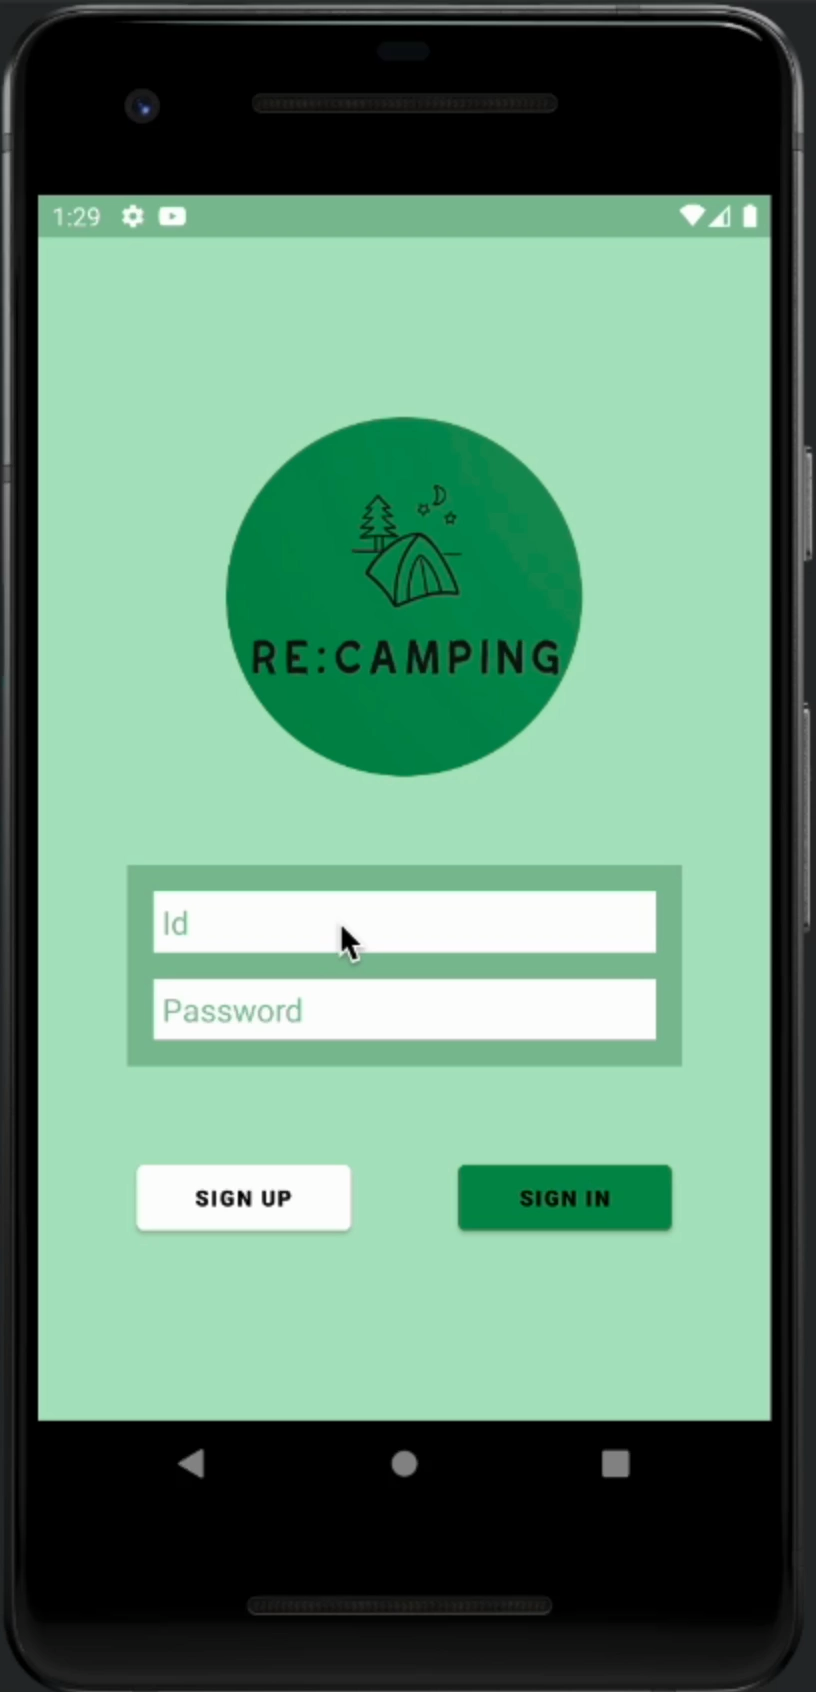 1:29
RE:CAMPING
Id
Password
SIGN UP
SIGN IN